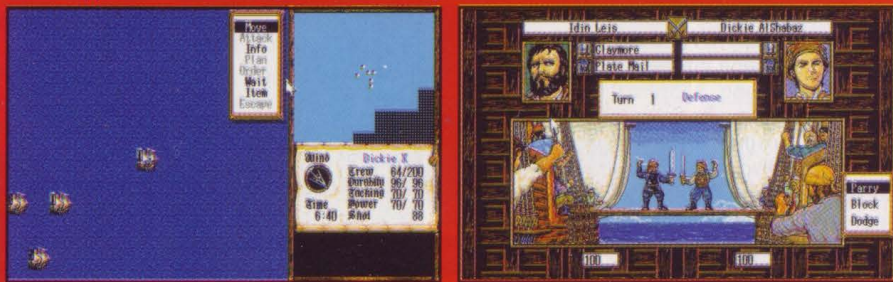 Move
Attack
Info
Plan
Order
Wait
Item
Escape
Wind
Dickie K
Crew 64/200
Durability 96/ 96
Tacking 70/ 70
Power 70/ 70
Shot 88
Time
6:40
Idin Leis
Dickie AlShabaz
Claymore
Plate Mail
Turn 1 Defense
Parry
Block
Dodge
100
100